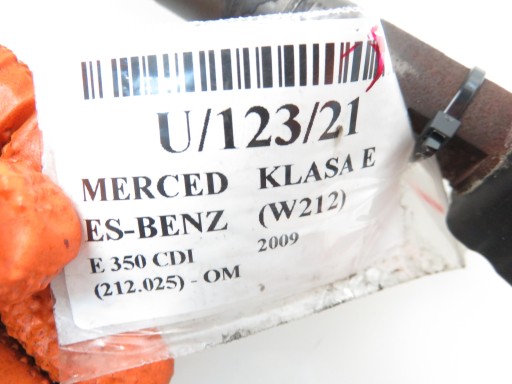 U/123/21
MERCED KLASA E
ES-BENZ (W212)
E 350 CDI 2009
(212.025) - OM